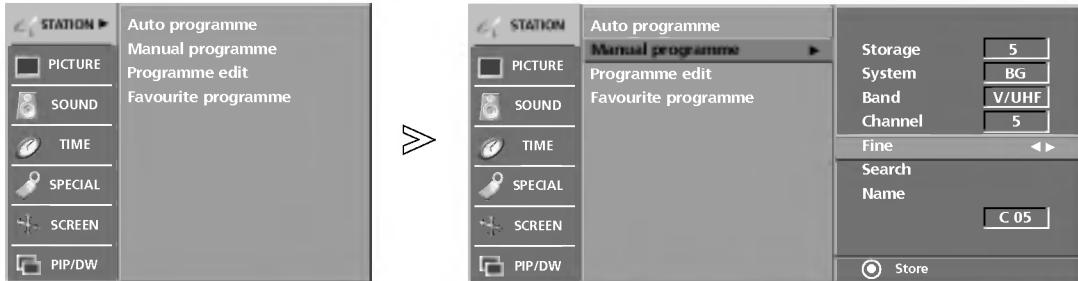 STATION ►
PICTURE
SOUND
TIME
SPECIAL
SCREEN
PIP/DW
Auto programme
Manual programme
Programme edit
Favourite programme
STATION
PICTURE
SOUND
TIME
SPECIAL
SCREEN
PIP/DW
Auto programme
Manual programme ►
Programme edit
Favourite programme
Storage 5
System BG
Band V/UHF
Channel 5
Fine ◄►
Search
Name
C 05
Store